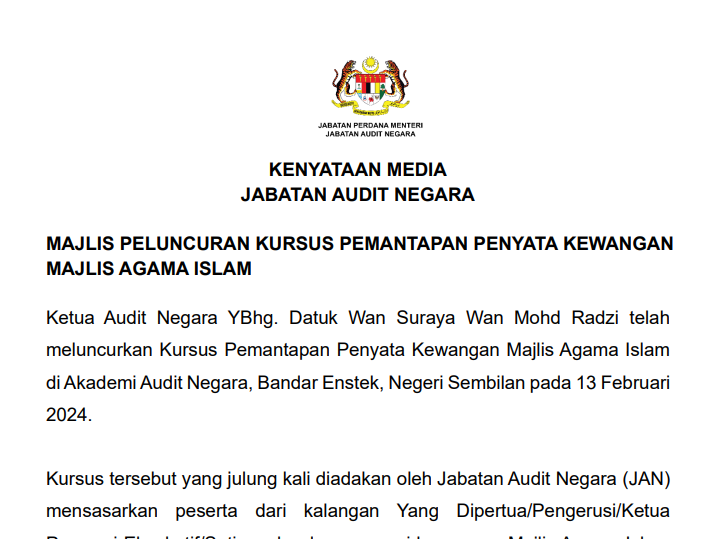 JABATAN PERDANA MENTERI
JABATAN AUDIT NEGARA
KENYATAAN MEDIA
JABATAN AUDIT NEGARA
MAJLIS PELUNCURAN KURSUS PEMANTAPAN PENYATA KEWANGAN
MAJLIS AGAMA ISLAM
Ketua Audit Negara YBhg. Datuk Wan Suraya Wan Mohd Radzi telah
meluncurkan Kursus Pemantapan Penyata Kewangan Majlis Agama Islam
di Akademi Audit Negara, Bandar Enstek, Negeri Sembilan pada 13 Februari
2024.
Kursus tersebut yang julung kali diadakan oleh Jabatan Audit Negara (JAN)
mensasarkan peserta dari kalangan Yang Dipertua/Pengerusi/Ketua